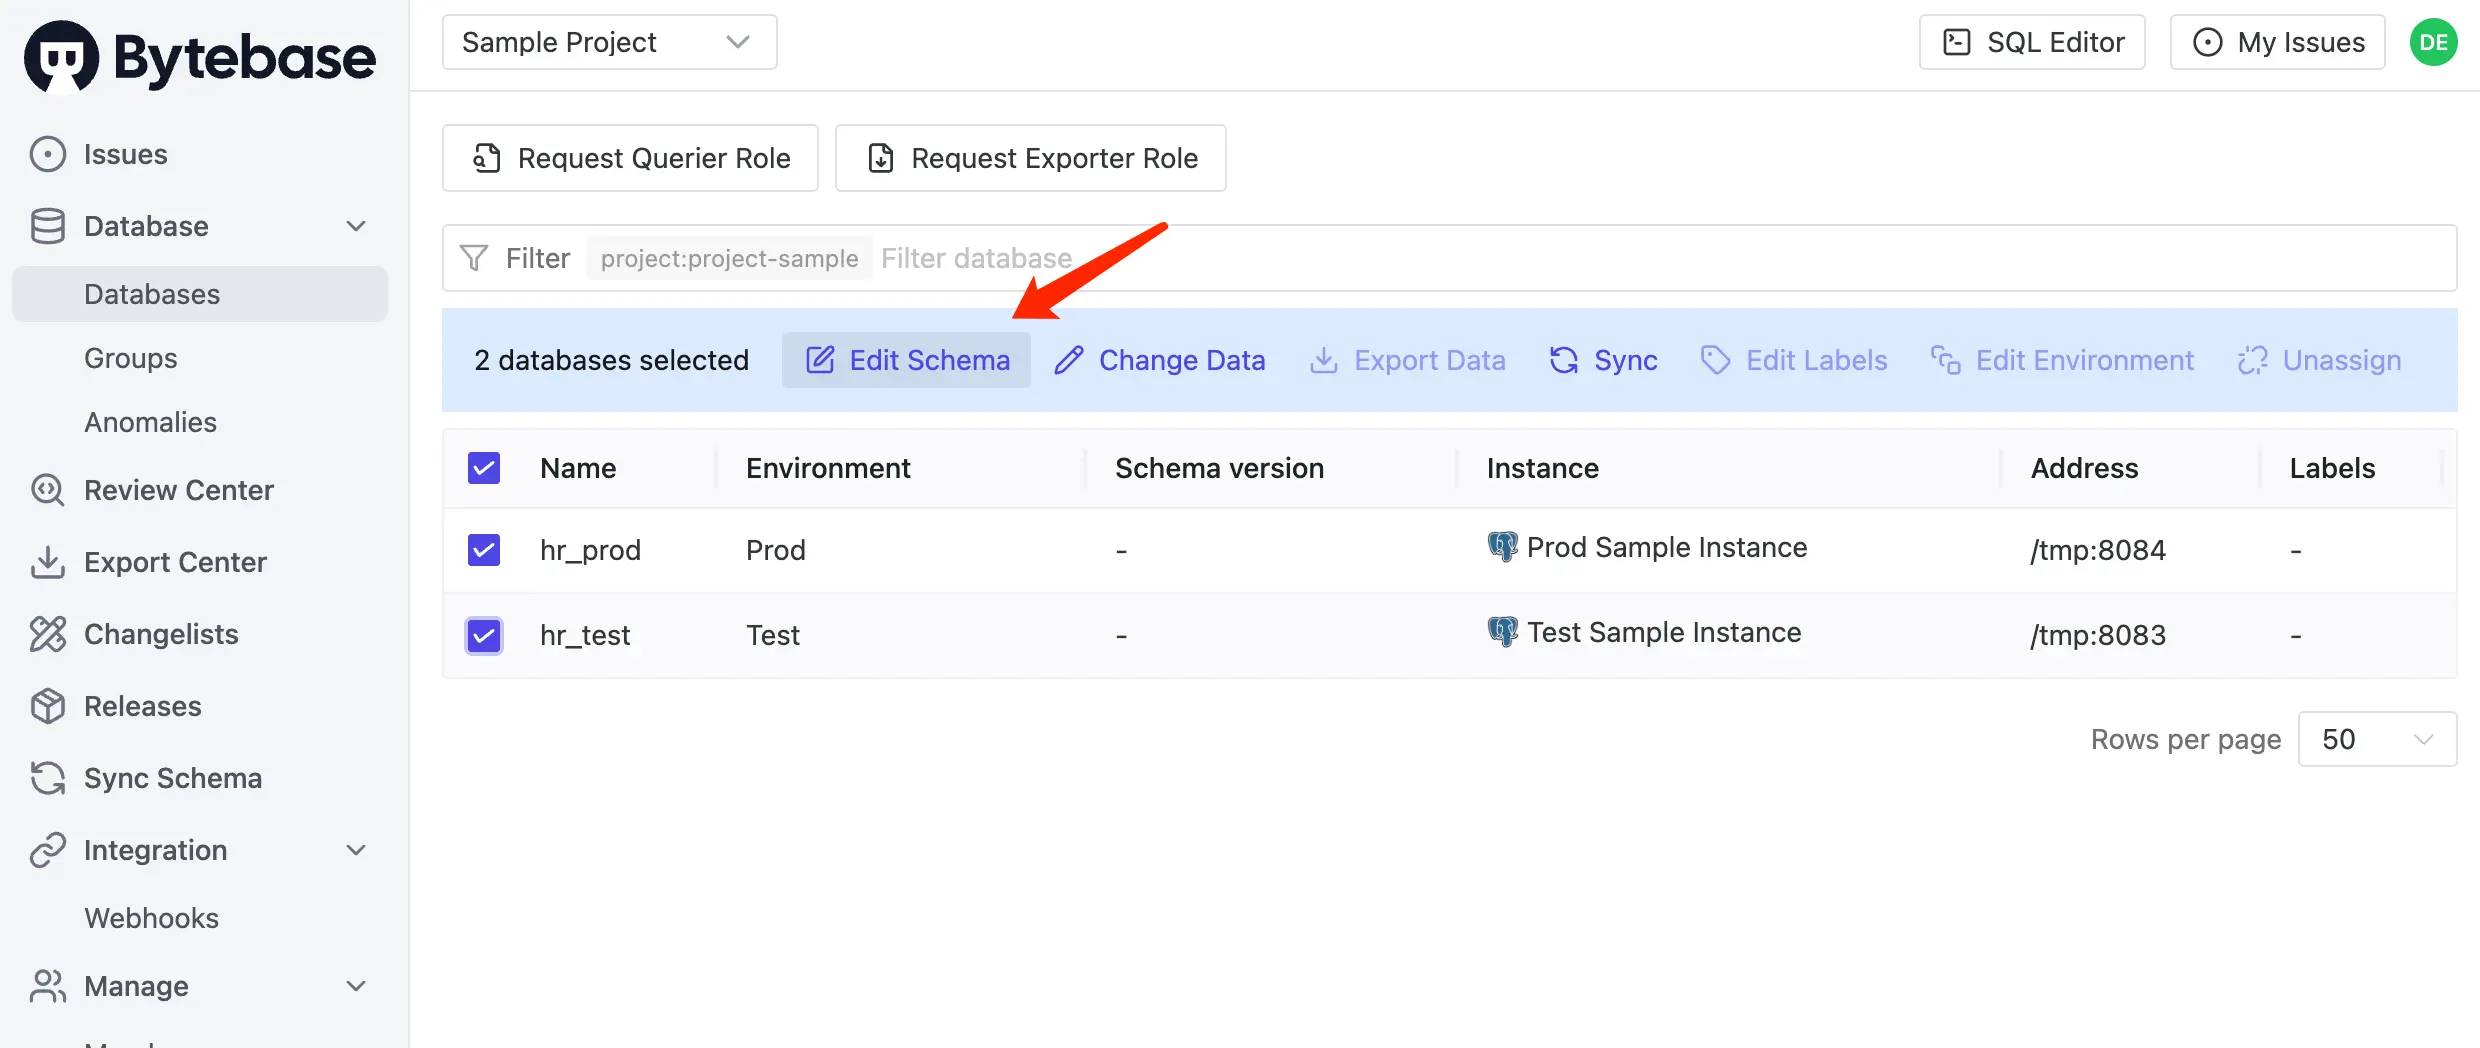 Bytebase
Sample Project
SQL Editor
My Issues
DE
Issues
Database
Databases
Groups
Anomalies
Review Center
Export Center
Changelists
Releases
Sync Schema
Integration
Webhooks
Manage
Request Querier Role
Request Exporter Role
Filter project:project-sample Filter database
2 databases selected Edit Schema Change Data Export Data Sync Edit Labels Edit Environment Unassign
Name Environment Schema version Instance Address Labels
hr_prod Prod - Prod Sample Instance /tmp:8084 -
hr_test Test - Test Sample Instance /tmp:8083 -
Rows per page 50